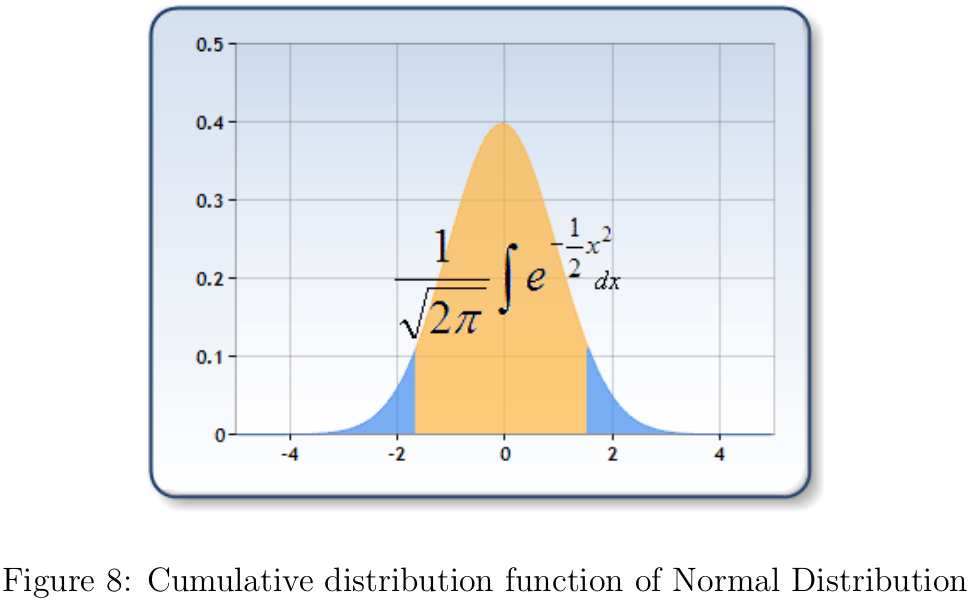 0.5
0.4
0.3
0.2
0.1
0
-4 -2 0 2 4
1/√2π ∫ e^{-1/2 x^2} dx
Figure 8: Cumulative distribution function of Normal Distribution